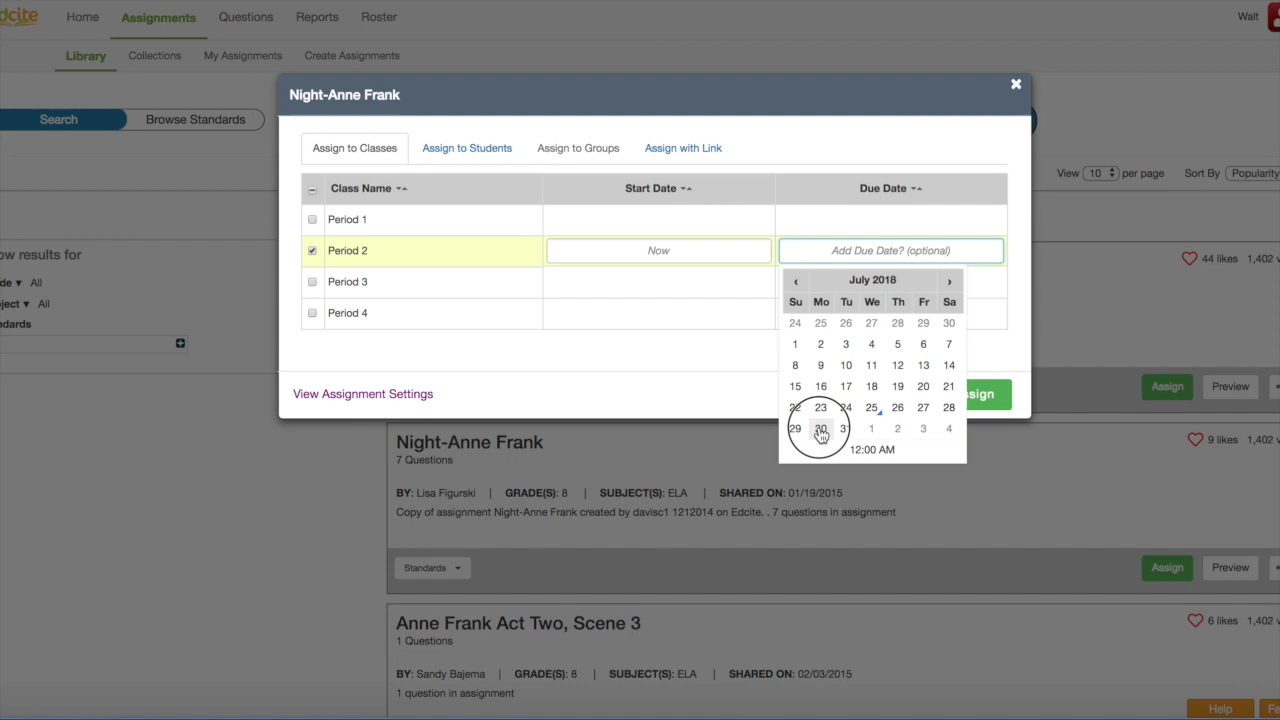 dcite Home Assignments Questions Reports Roster Walt
Library Collections My Assignments Create Assignments
Night-Anne Frank
Search Browse Standards
Assign to Classes Assign to Students Assign to Groups Assign with Link
View 10 per page Sort By Popularity
Class Name Start Date Due Date
Period 1
Period 2 Now Add Due Date? (optional)
Period 3
Period 4
ow results for
de All
ject All
ndards
44 likes 1,402 v
July 2018
Su Mo Tu We Th Fr Sa
24 25 26 27 28 29 30
1 2 3 4 5 6 7
8 9 10 11 12 13 14
15 16 17 18 19 20 21
22 23 24 25 26 27 28
29 30 31 1 2 3 4
12:00 AM
View Assignment Settings
sign
Assign Preview
Night-Anne Frank
9 likes 1,402 v
7 Questions
BY: Lisa Figurski | GRADE(S): 8 | SUBJECT(S): ELA | SHARED ON: 01/19/2015
Copy of assignment Night-Anne Frank created by davisc1 1212014 on Edcite. . 7 questions in assignment
Standards Assign Preview
Anne Frank Act Two, Scene 3
6 likes 1,402 v
1 Questions
BY: Sandy Bajema | GRADE(S): 8 | SUBJECT(S): ELA | SHARED ON: 02/03/2015
1 question in assignment
Help Fe